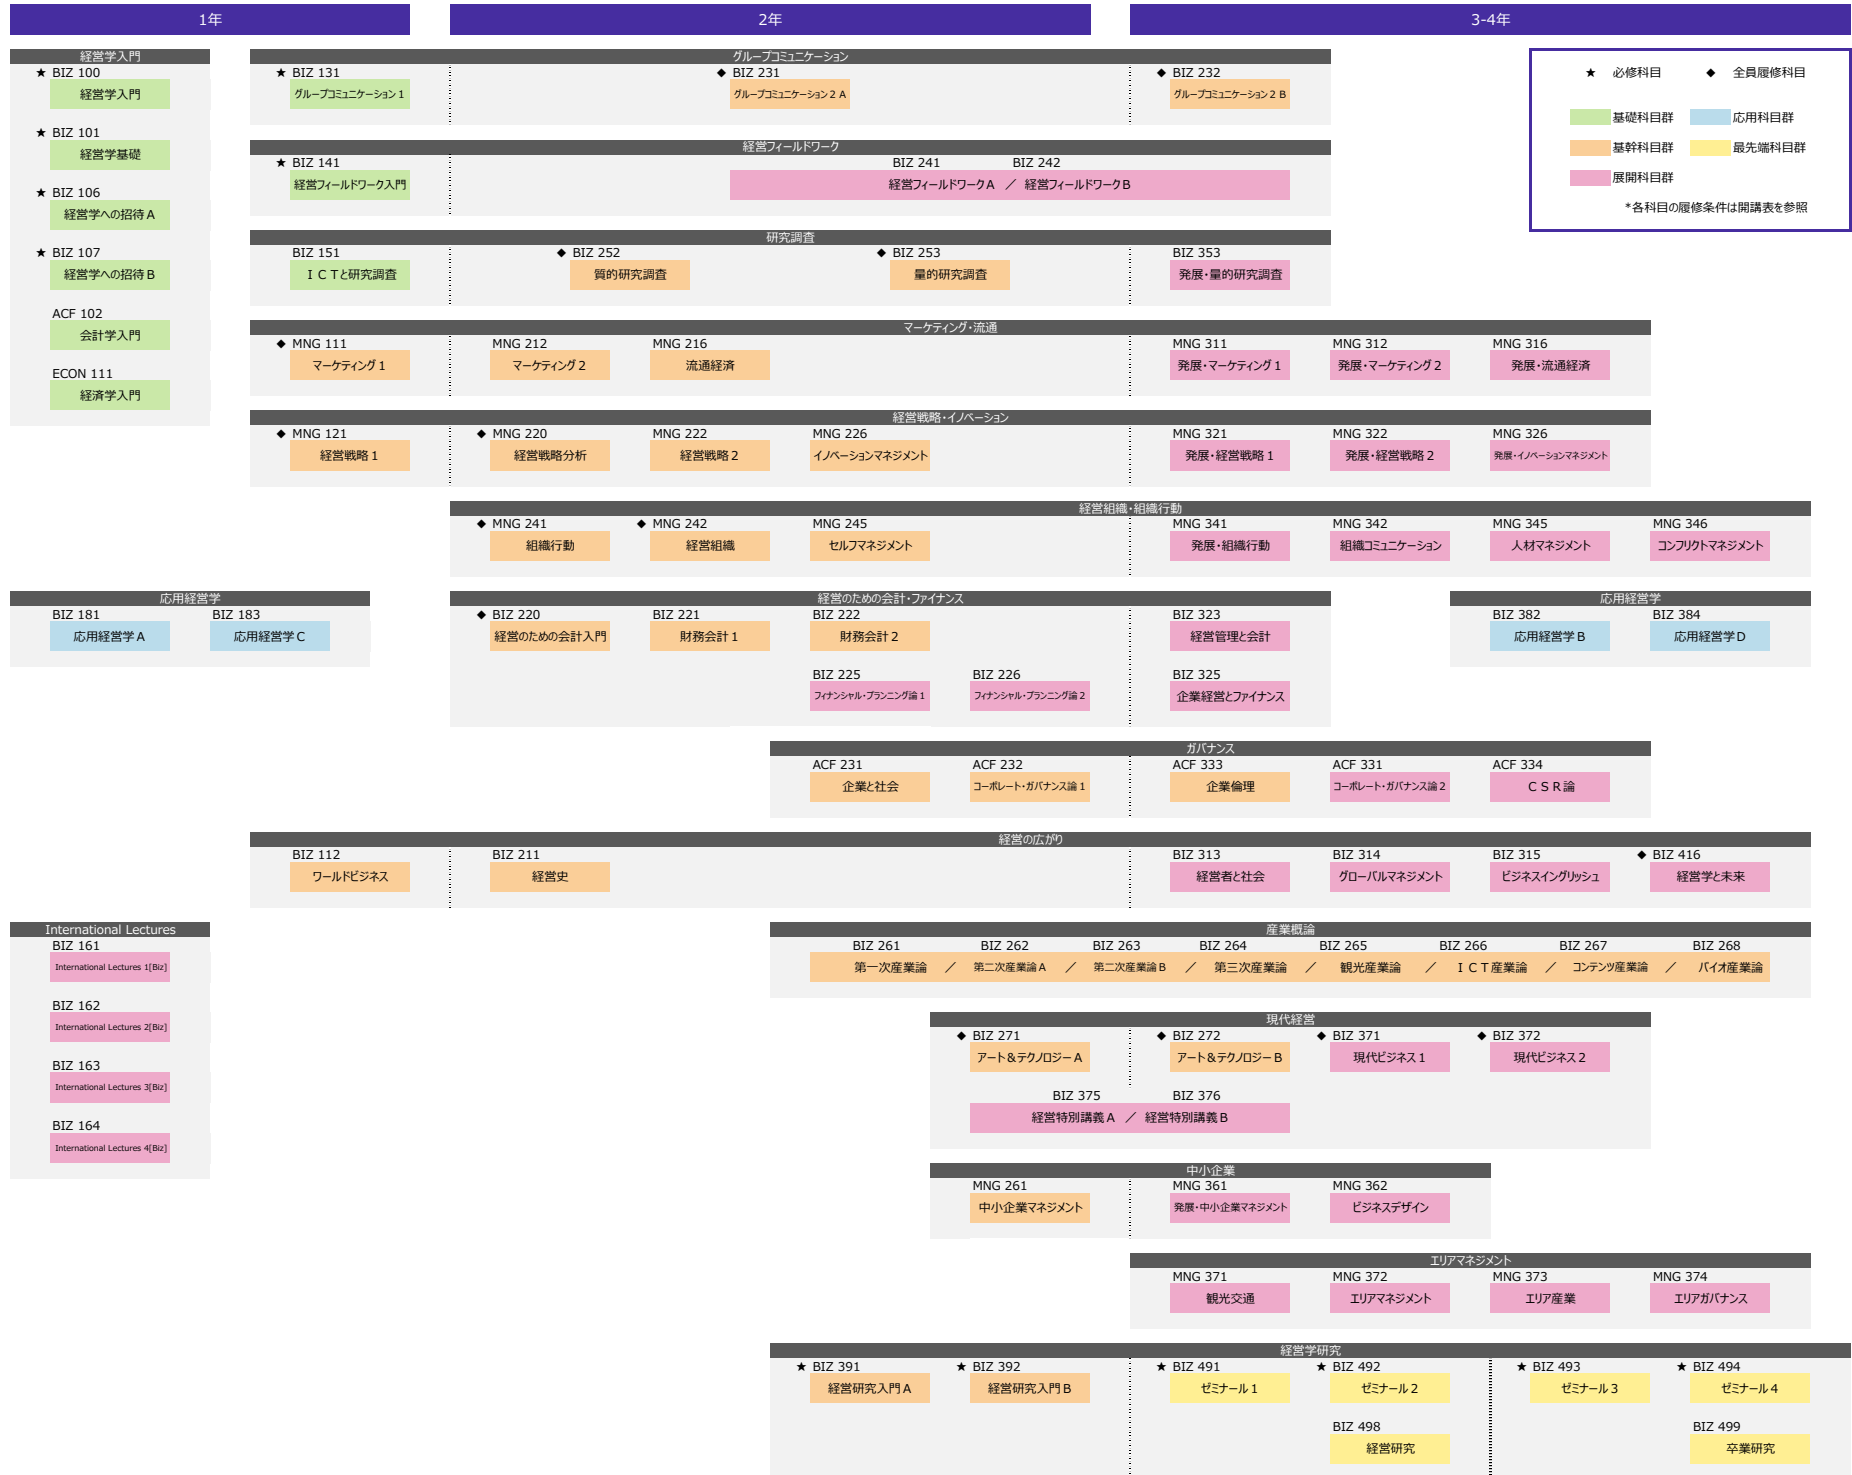 1年
2年
3-4年
★ 必修科目 ◆ 全員履修科目
基礎科目群 応用科目群
基幹科目群 最先端科目群
展開科目群
*各科目の履修条件は開講表を参照
経営学入門
★ BIZ 100
経営学入門
★ BIZ 101
経営学基礎
★ BIZ 106
経営学への招待A
★ BIZ 107
経営学への招待B
ACF 102
会計学入門
ECON 111
経済学入門
グループコミュニケーション
★ BIZ 131 ◆ BIZ 231 ◆ BIZ 232
グループコミュニケーション1 グループコミュニケーション2 A グループコミュニケーション2 B
経営フィールドワーク
★ BIZ 141 BIZ 241 BIZ 242
経営フィールドワーク入門 経営フィールドワークA / 経営フィールドワークB
研究調査
BIZ 151 ◆ BIZ 252 ◆ BIZ 253 BIZ 353
ICTと研究調査 質的研究調査 量的研究調査 発展・量的研究調査
マーケティング・流通
◆ MNG 111 MNG 212 MNG 216 MNG 311 MNG 312 MNG 316
マーケティング1 マーケティング2 流通経済 発展・マーケティング1 発展・マーケティング2 発展・流通経済
経営戦略・イノベーション
◆ MNG 121 ◆ MNG 220 MNG 222 MNG 226 MNG 321 MNG 322 MNG 326
経営戦略1 経営戦略分析 経営戦略2 イノベーションマネジメント 発展・経営戦略1 発展・経営戦略2 発展・イノベーションマネジメント
経営組織・組織行動
◆ MNG 241 ◆ MNG 242 MNG 245 MNG 341 MNG 342 MNG 345 MNG 346
組織行動 経営組織 セルフマネジメント 発展・組織行動 組織コミュニケーション 人材マネジメント コンフリクトマネジメント
応用経営学
BIZ 181 BIZ 183
応用経営学A 応用経営学C
経営のための会計・ファイナンス
◆ BIZ 220 BIZ 221 BIZ 222 BIZ 323
経営のための会計入門 財務会計1 財務会計2 経営管理と会計
BIZ 225 BIZ 226 BIZ 325
フィナンシャル・プランニング論1 フィナンシャル・プランニング論2 企業経営とファイナンス
応用経営学
BIZ 382 BIZ 384
応用経営学B 応用経営学D
ガバナンス
ACF 231 ACF 232 ACF 333 ACF 331 ACF 334
企業と社会 コーポレート・ガバナンス論1 企業倫理 コーポレート・ガバナンス論2 CSR論
経営の広がり
BIZ 112 BIZ 211 BIZ 313 BIZ 314 BIZ 315 ◆ BIZ 416
ワールドビジネス 経営史 経営者と社会 グローバルマネジメント ビジネスイングリッシュ 経営学と未来
International Lectures
BIZ 161
International Lectures 1[Biz]
BIZ 162
International Lectures 2[Biz]
BIZ 163
International Lectures 3[Biz]
BIZ 164
International Lectures 4[Biz]
産業概論
BIZ 261 BIZ 262 BIZ 263 BIZ 264 BIZ 265 BIZ 266 BIZ 267 BIZ 268
第一次産業論 / 第二次産業論A / 第二次産業論B / 第三次産業論 / 観光産業論 / ICT産業論 / コンテンツ産業論 / バイオ産業論
現代経営
◆ BIZ 271 ◆ BIZ 272 ◆ BIZ 371 ◆ BIZ 372
アート&テクノロジーA アート&テクノロジーB 現代ビジネス1 現代ビジネス2
BIZ 375 BIZ 376
経営特別講義A / 経営特別講義B
中小企業
MNG 261 MNG 361 MNG 362
中小企業マネジメント 発展・中小企業マネジメント ビジネスデザイン
エリアマネジメント
MNG 371 MNG 372 MNG 373 MNG 374
観光交通 エリアマネジメント エリア産業 エリアガバナンス
経営学研究
★ BIZ 391 ★ BIZ 392 ★ BIZ 491 ★ BIZ 492 ★ BIZ 493 ★ BIZ 494
経営研究入門A 経営研究入門B ゼミナール1 ゼミナール2 ゼミナール3 ゼミナール4
BIZ 498 BIZ 499
経営研究 卒業研究